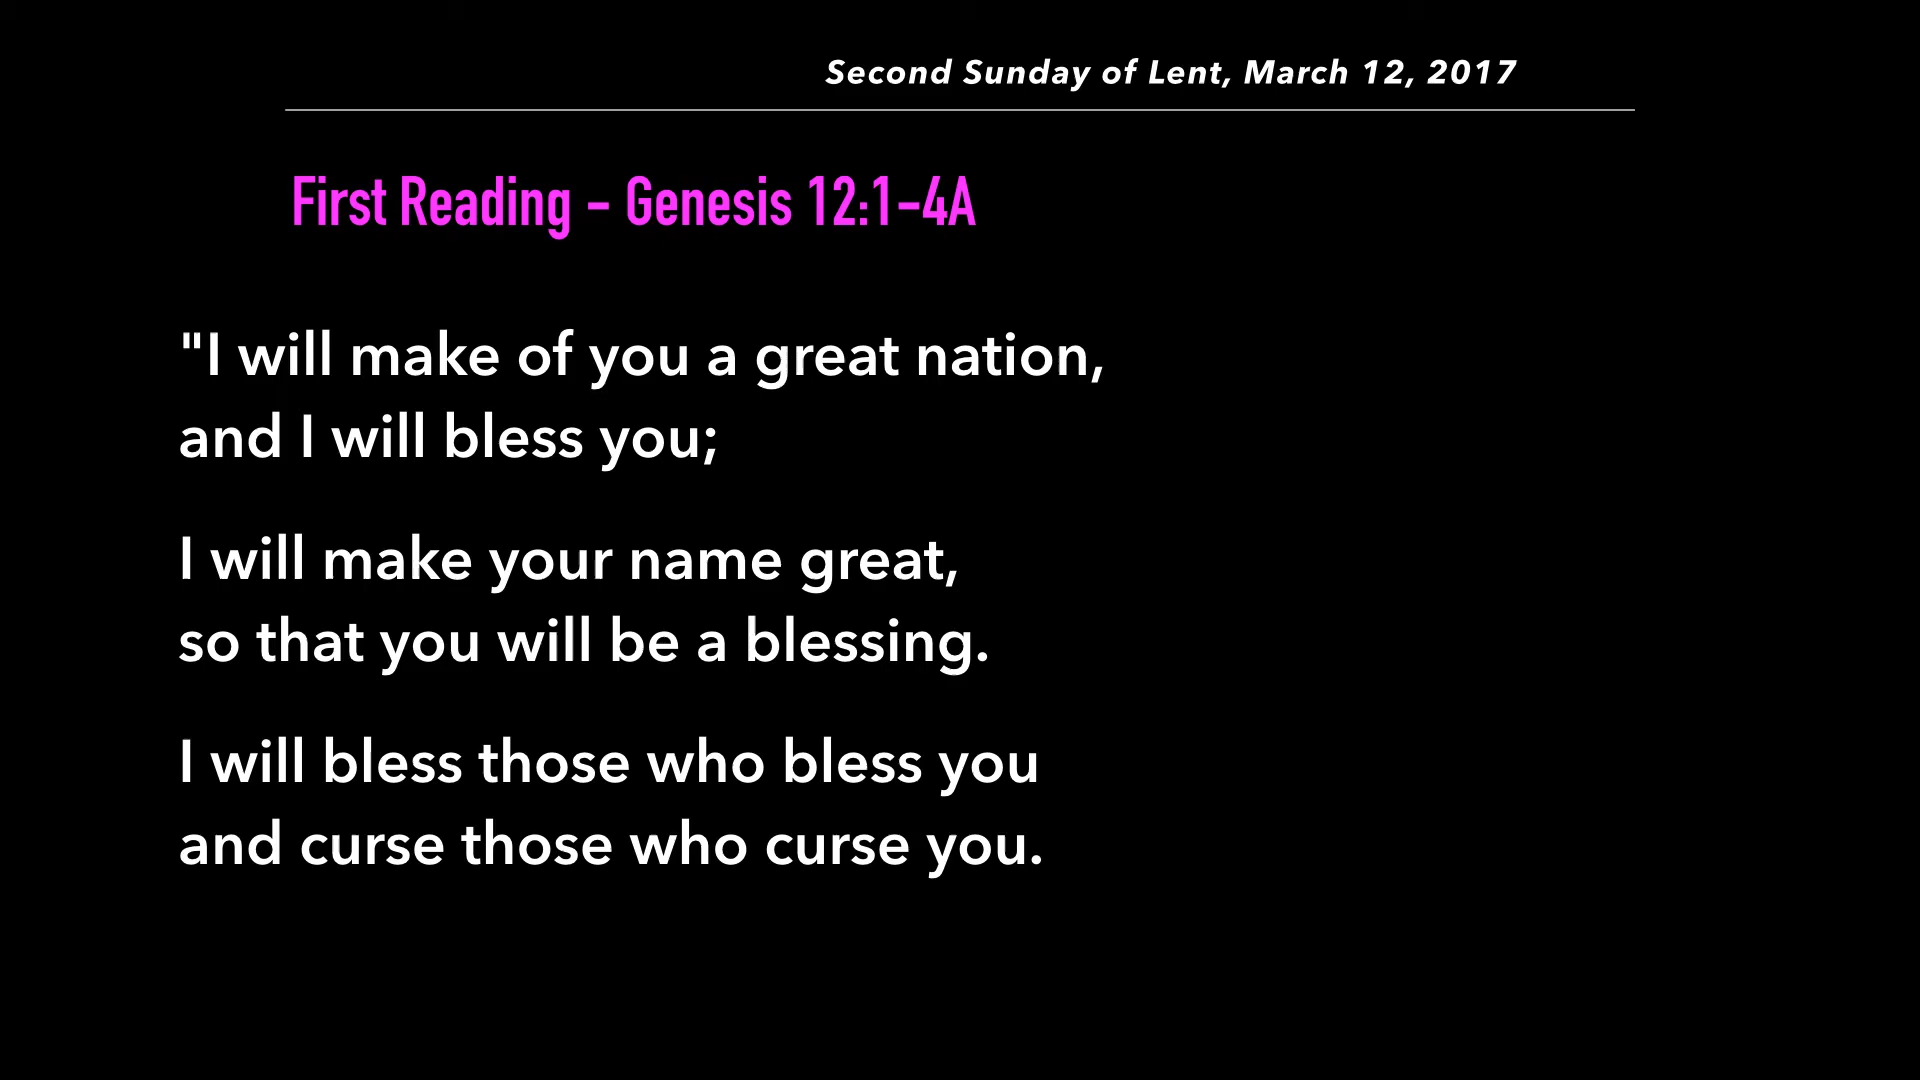 Second Sunday of Lent, March 12, 2017
First Reading – Genesis 12:1–4A
"I will make of you a great nation,
and I will bless you;
I will make your name great,
so that you will be a blessing.
I will bless those who bless you
and curse those who curse you.